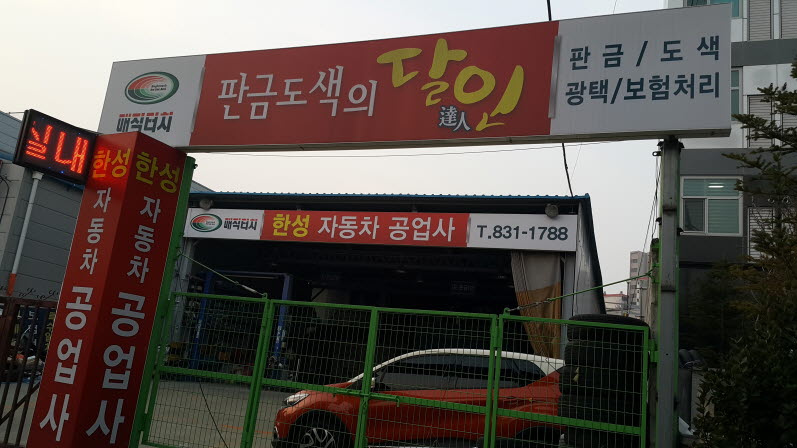 매직터치
판금도색의 달인
達人
판금/도색
광택/보험처리
실내
매직터치
한성 자동차 공업사
T.831-1788
한성 자동차 공업사
한성 자동차 공업사